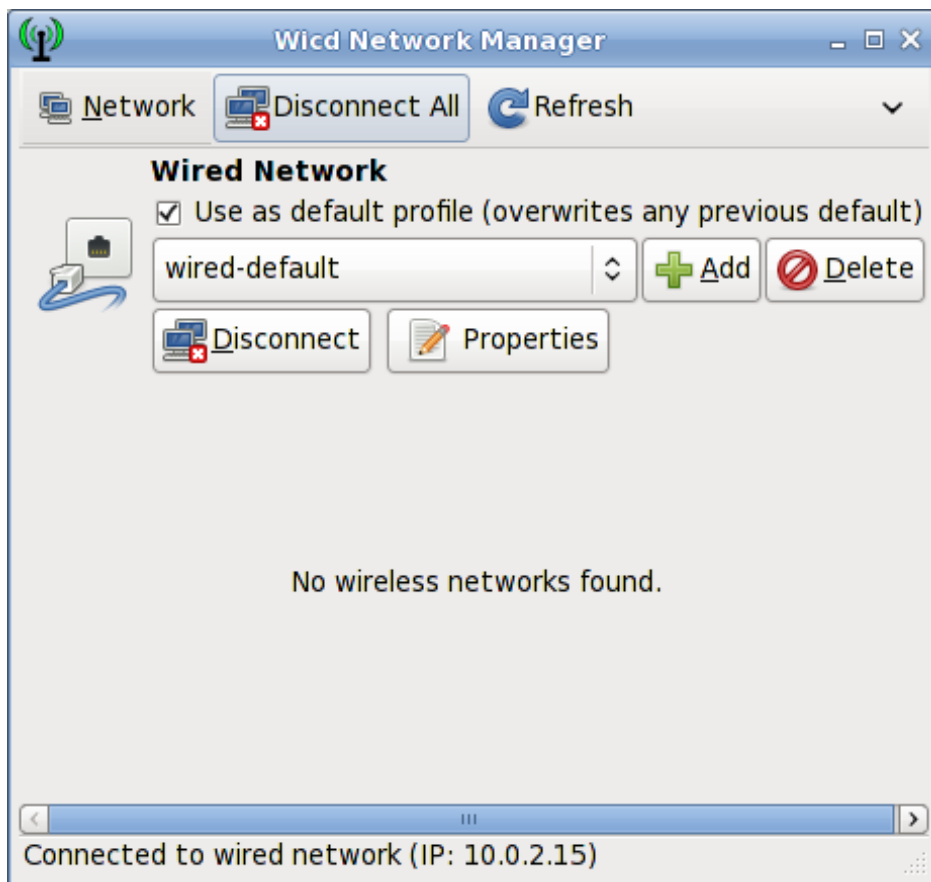 Wicd Network Manager
Network Disconnect All Refresh
Wired Network
Use as default profile (overwrites any previous default)
wired-default Add Delete
Disconnect Properties
No wireless networks found.
Connected to wired network (IP: 10.0.2.15)